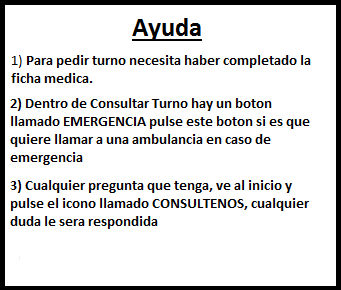 Ayuda
1) Para pedir turno necesita haber completado la
ficha medica.
2) Dentro de Consultar Turno hay un boton
llamado EMERGENCIA pulse este boton si es que
quiere llamar a una ambulancia en caso de
emergencia
3) Cualquier pregunta que tenga, ve al inicio y
pulse el icono llamado CONSULTENOS, cualquier
duda le sera respondida